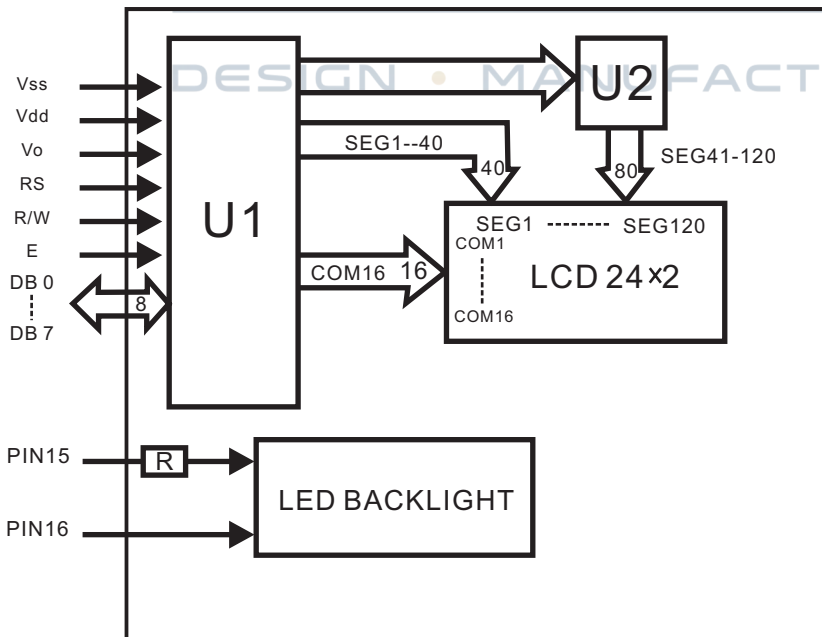 DESIGN • MANUFACT
Vss
Vdd
Vo
RS
R/W
E
DB 0
DB 7
8
U1
U2
SEG1--40
40
80
SEG41-120
SEG1 -------- SEG120
COM1
COM16
COM16 16
LCD 24×2
PIN15
R
PIN16
LED BACKLIGHT